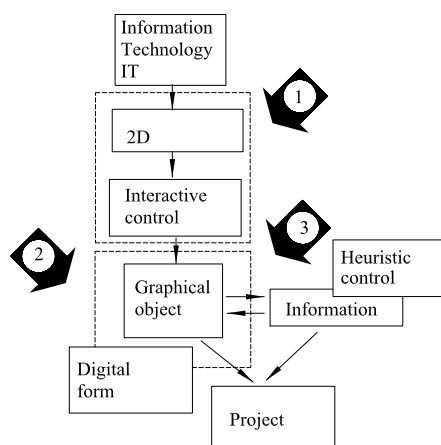 Information
Technology
IT
1
2D
Interactive
control
2
3
Heuristic
control
Graphical
object
Information
Digital
form
Project